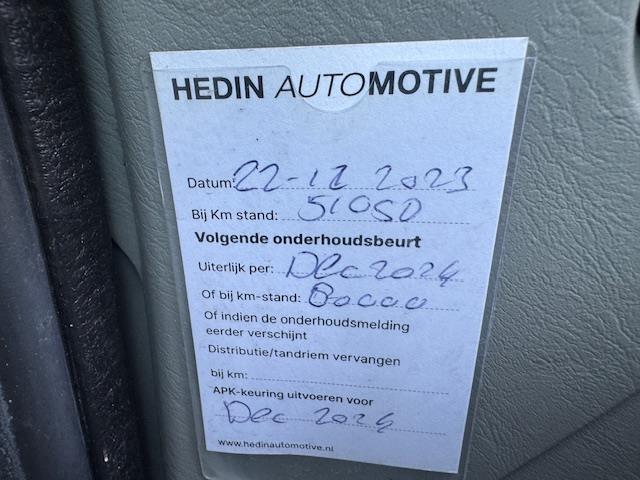 HEDIN AUTOMOTIVE
Datum: 22-12 2023
Bij Km stand: 51050
Volgende onderhoudsbeurt
Uiterlijk per: Dec 2024
Of bij km-stand: 80000
Of indien de onderhoudsmelding
eerder verschijnt
Distributie/tandriem vervangen
bij km:
APK-keuring uitvoeren voor
Dec 2024
www.hedinautomotive.nl